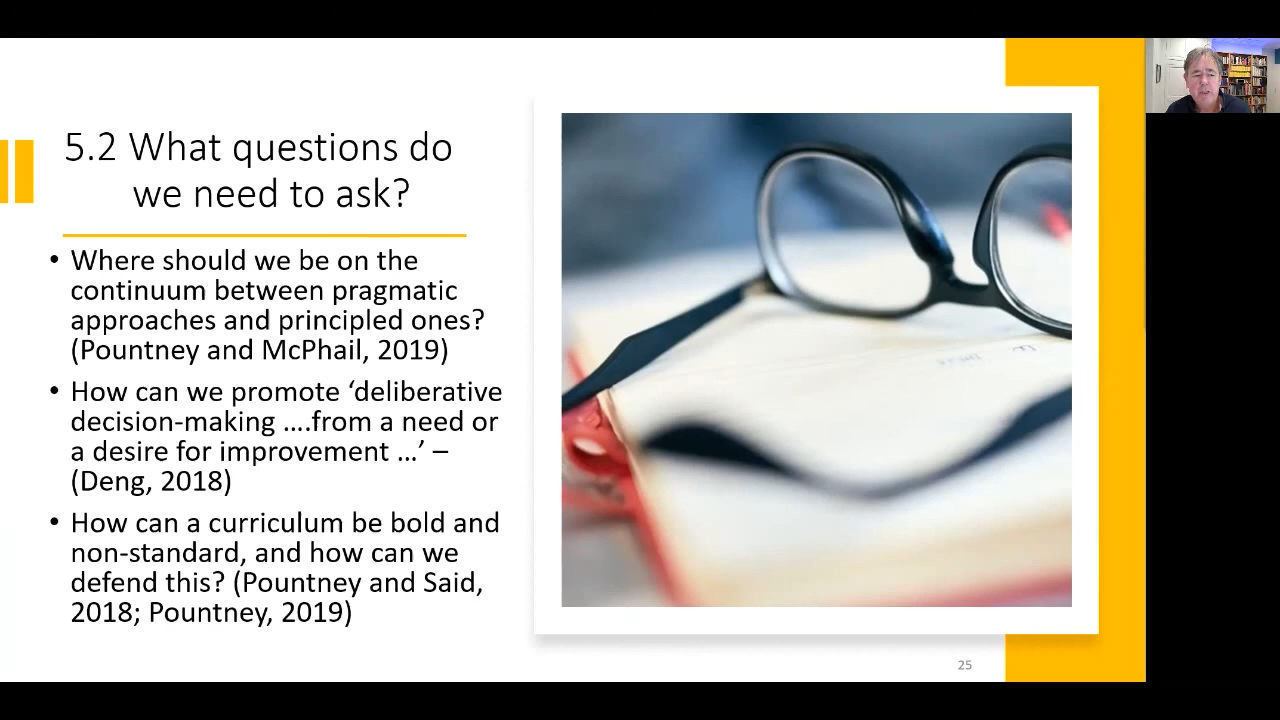 5.2 What questions do
we need to ask?
• Where should we be on the
continuum between pragmatic
approaches and principled ones?
(Pountney and McPhail, 2019)
• How can we promote ‘deliberative
decision-making ….from a need or
a desire for improvement …’ –
(Deng, 2018)
• How can a curriculum be bold and
non-standard, and how can we
defend this? (Pountney and Said,
2018; Pountney, 2019)
25